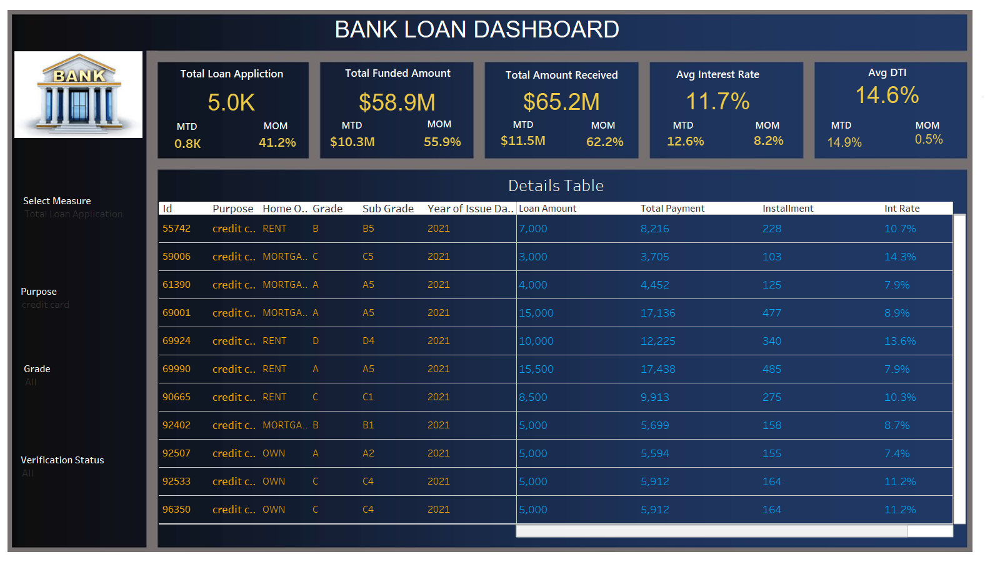 BANK LOAN DASHBOARD
BANK
Total Loan Appliction
5.0K
MTD MOM
0.8K 41.2%
Total Funded Amount
$58.9M
MTD MOM
$10.3M 55.9%
Total Amount Received
$65.2M
MTD MOM
$11.5M 62.2%
Avg Interest Rate
11.7%
MTD MOM
12.6% 8.2%
Avg DTI
14.6%
MTD MOM
14.9% 0.5%
Select Measure
Total Loan Application
Purpose
credit card
Grade
All
Verification Status
All
Details Table
Id Purpose Home O.. Grade Sub Grade Year of Issue Da.. Loan Amount Total Payment Installment Int Rate
55742 credit c.. RENT B B5 2021 7,000 8,216 228 10.7%
59006 credit c.. MORTGA.. C C5 2021 3,000 3,705 103 14.3%
61390 credit c.. MORTGA.. A A5 2021 4,000 4,452 125 7.9%
69001 credit c.. MORTGA.. A A5 2021 15,000 17,136 477 8.9%
69924 credit c.. RENT D D4 2021 10,000 12,225 340 13.6%
69990 credit c.. RENT A A5 2021 15,500 17,438 485 7.9%
90665 credit c.. RENT C C1 2021 8,500 9,913 275 10.3%
92402 credit c.. MORTGA.. B B1 2021 5,000 5,699 158 8.7%
92507 credit c.. OWN A A2 2021 5,000 5,594 155 7.4%
92533 credit c.. OWN C C4 2021 5,000 5,912 164 11.2%
96350 credit c.. OWN C C4 2021 5,000 5,912 164 11.2%